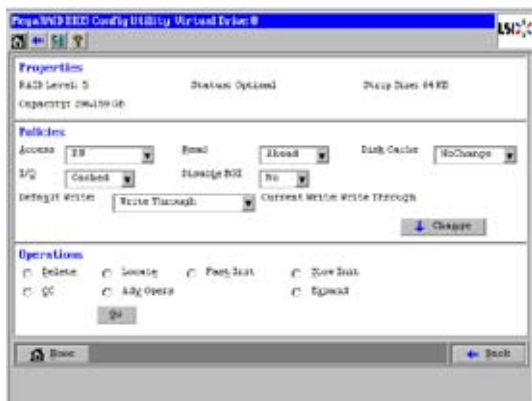 MegaRAID BIOS Config Utility Virtual Drive 0
LSI
Properties
RAID Level: 5 Status: Optimal Strip Size: 64 KB
Capacity: GB
Policies
Access RW Read Ahead Disk Cache NoChange
I/O Cached Disable BGI No
Default Write: Write Through Current Write: Write Through
Change
Operations
Delete Locate Fast Init Slow Init
CC Adv Opers Expand
Go
Home Back